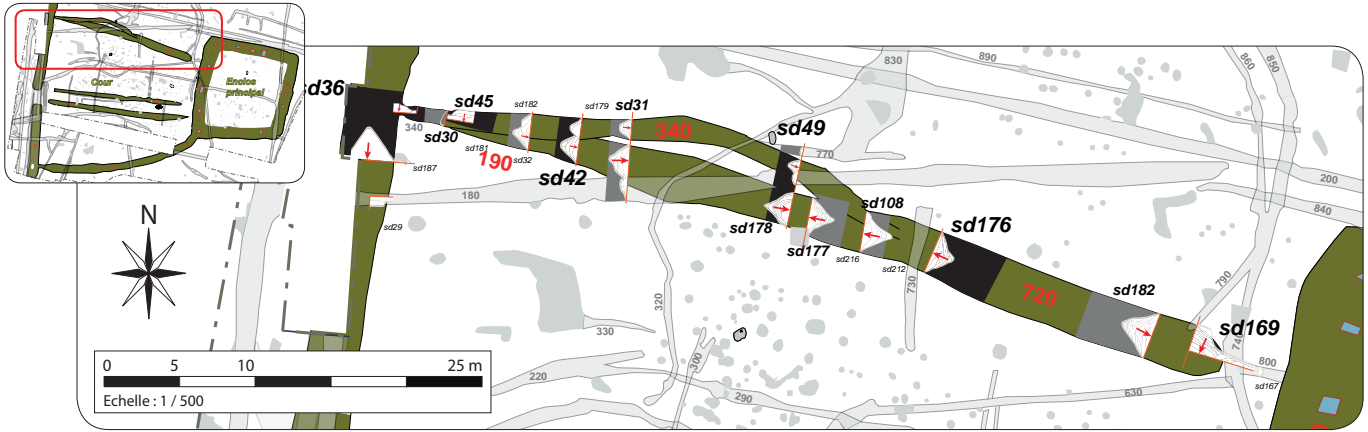 Cour
Enclos
principal
sd36
340
sd30
sd45
sd181
190
sd182
sd32
sd42
sd179
sd31
340
sd49
770
830
890
860
850
200
840
sd187
180
sd29
sd178
sd177
sd108
sd216
sd212
sd176
730
720
sd182
790
sd169
740
800
sd167
N
320
330
300
220
290
630
0 5 10 25 m
Echelle : 1 / 500